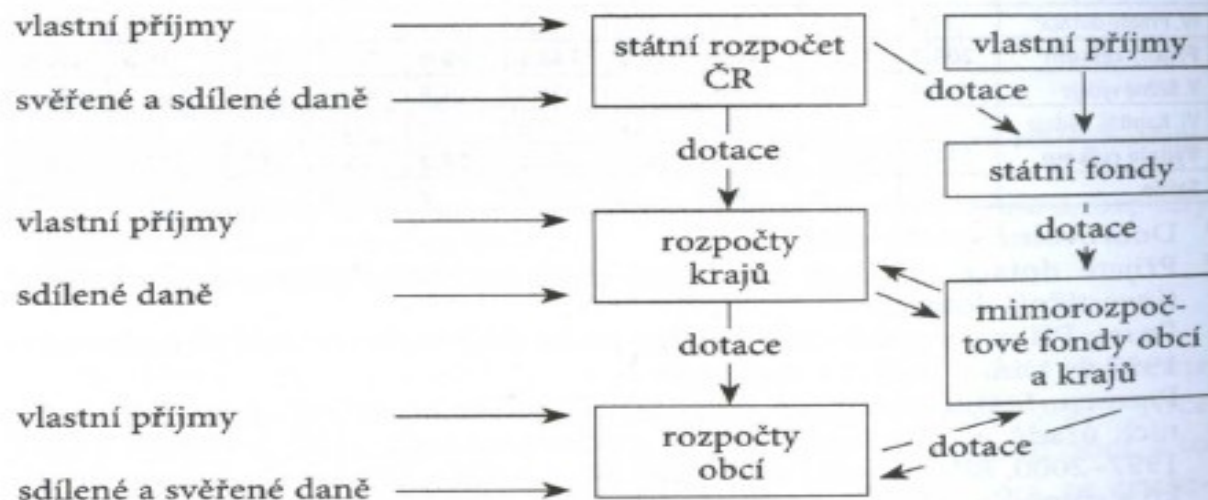 vlastní příjmy
státní rozpočet
ČR
vlastní příjmy
svěřené a sdílené daně
dotace
dotace
státní fondy
vlastní příjmy
rozpočty
krajů
dotace
sdílené daně
mimorozpoč-
tové fondy obcí
a krajů
dotace
vlastní příjmy
rozpočty
obcí
dotace
sdílené a svěřené daně